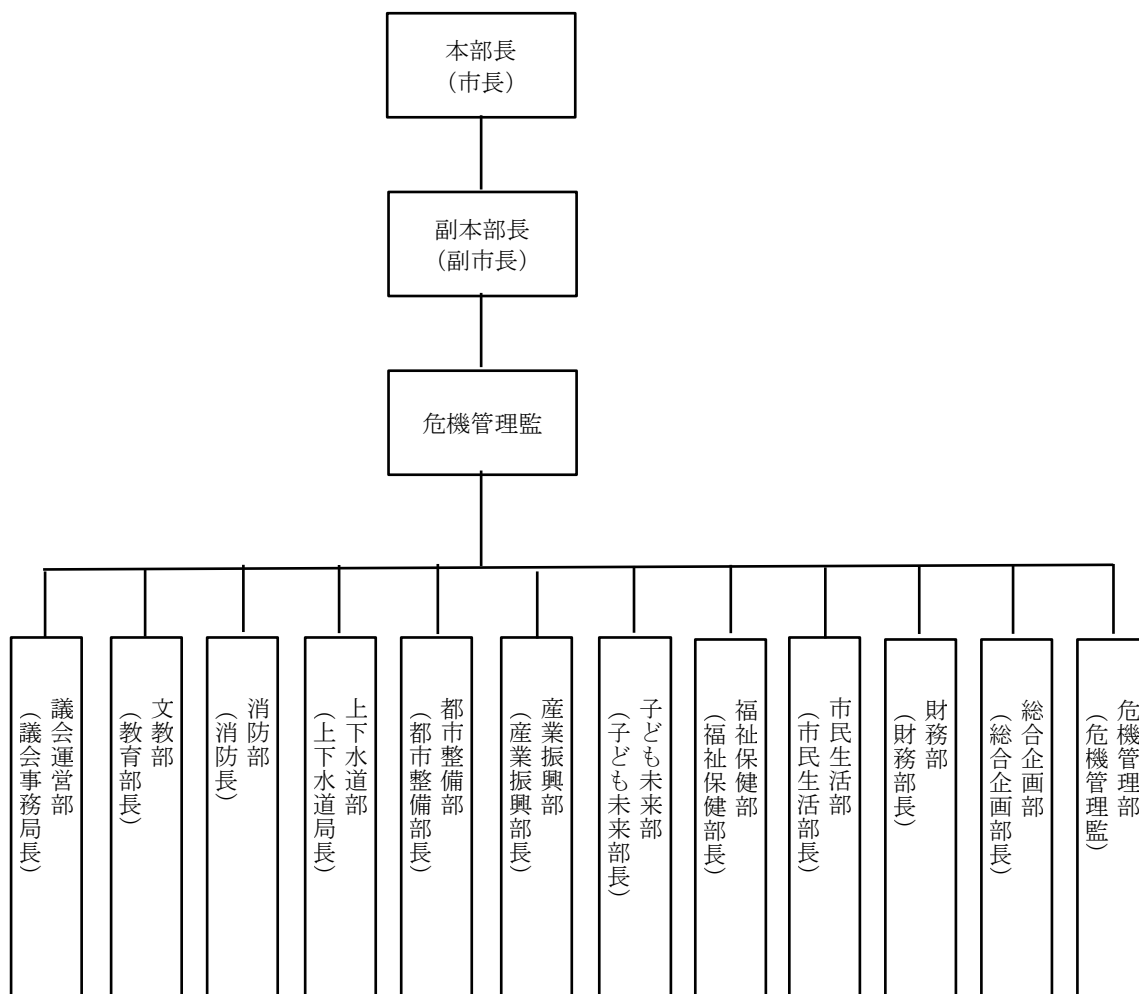 本部長
（市長）
副本部長
（副市長）
危機管理監
危機管理部
（危機管理監）
総合企画部
（総合企画部長）
財務部
（財務部長）
市民生活部
（市民生活部長）
福祉保健部
（福祉保健部長）
子ども未来部
（子ども未来部長）
産業振興部
（産業振興部長）
都市整備部
（都市整備部長）
上下水道部
（上下水道局長）
消防部
（消防長）
文教部
（教育部長）
議会運営部
（議会事務局長）